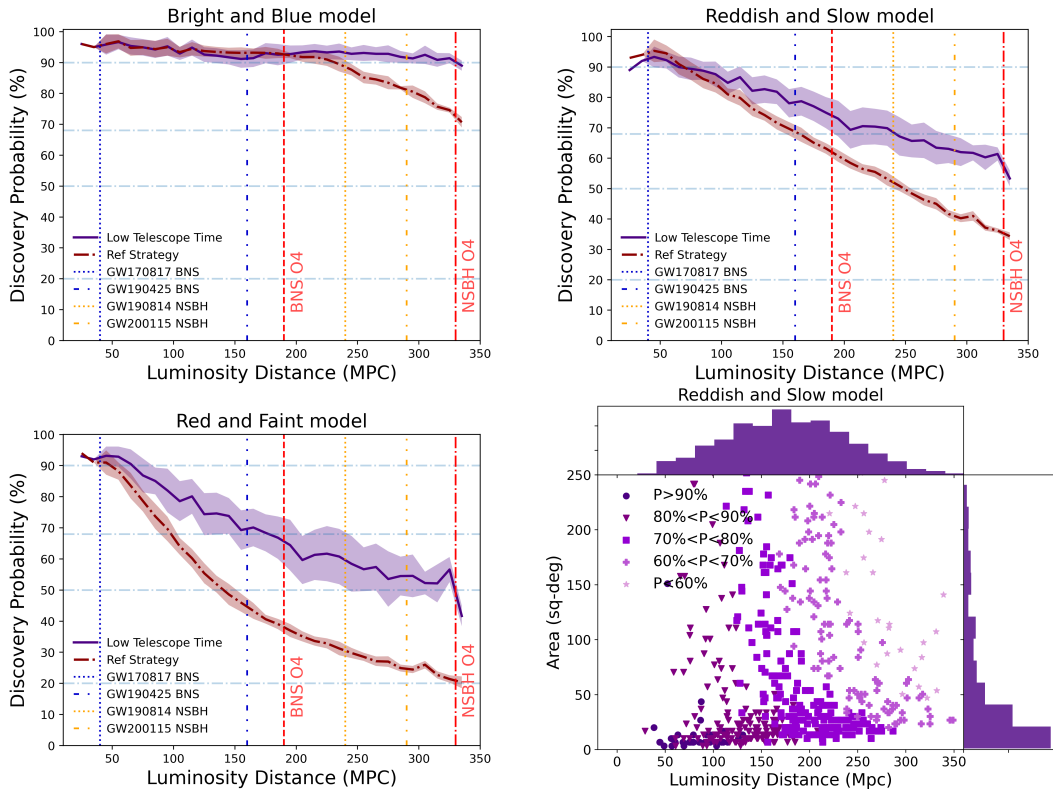 Bright and Blue model
Discovery Probability (%)
100
90
80
70
60
50
40
30
20
10
0
Low Telescope Time
Ref Strategy
GW170817 BNS
GW190425 BNS
GW190814 NSBH
GW200115 NSBH
BNS O4
NSBH O4
50 100 150 200 250 300 350
Luminosity Distance (MPC)
Reddish and Slow model
Discovery Probability (%)
100
90
80
70
60
50
40
30
20
10
0
Low Telescope Time
Ref Strategy
GW170817 BNS
GW190425 BNS
GW190814 NSBH
GW200115 NSBH
BNS O4
NSBH O4
50 100 150 200 250 300 350
Luminosity Distance (MPC)
Red and Faint model
Discovery Probability (%)
100
90
80
70
60
50
40
30
20
10
0
Low Telescope Time
Ref Strategy
GW170817 BNS
GW190425 BNS
GW190814 NSBH
GW200115 NSBH
BNS O4
NSBH O4
50 100 150 200 250 300 350
Luminosity Distance (MPC)
Reddish and Slow model
Area (sq-deg)
250
200
150
100
50
0
P>90%
80%<P<90%
70%<P<80%
60%<P<70%
P<60%
0 50 100 150 200 250 300 350
Luminosity Distance (Mpc)